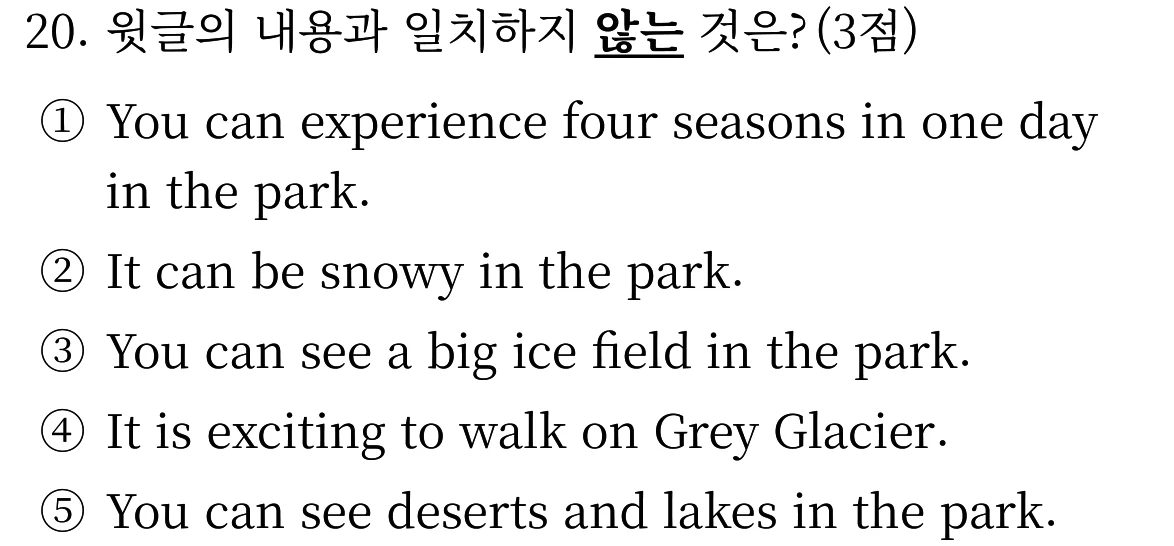 20. 윗글의 내용과 일치하지 않는 것은?(3점)
① You can experience four seasons in one day
in the park.
② It can be snowy in the park.
③ You can see a big ice field in the park.
④ It is exciting to walk on Grey Glacier.
⑤ You can see deserts and lakes in the park.